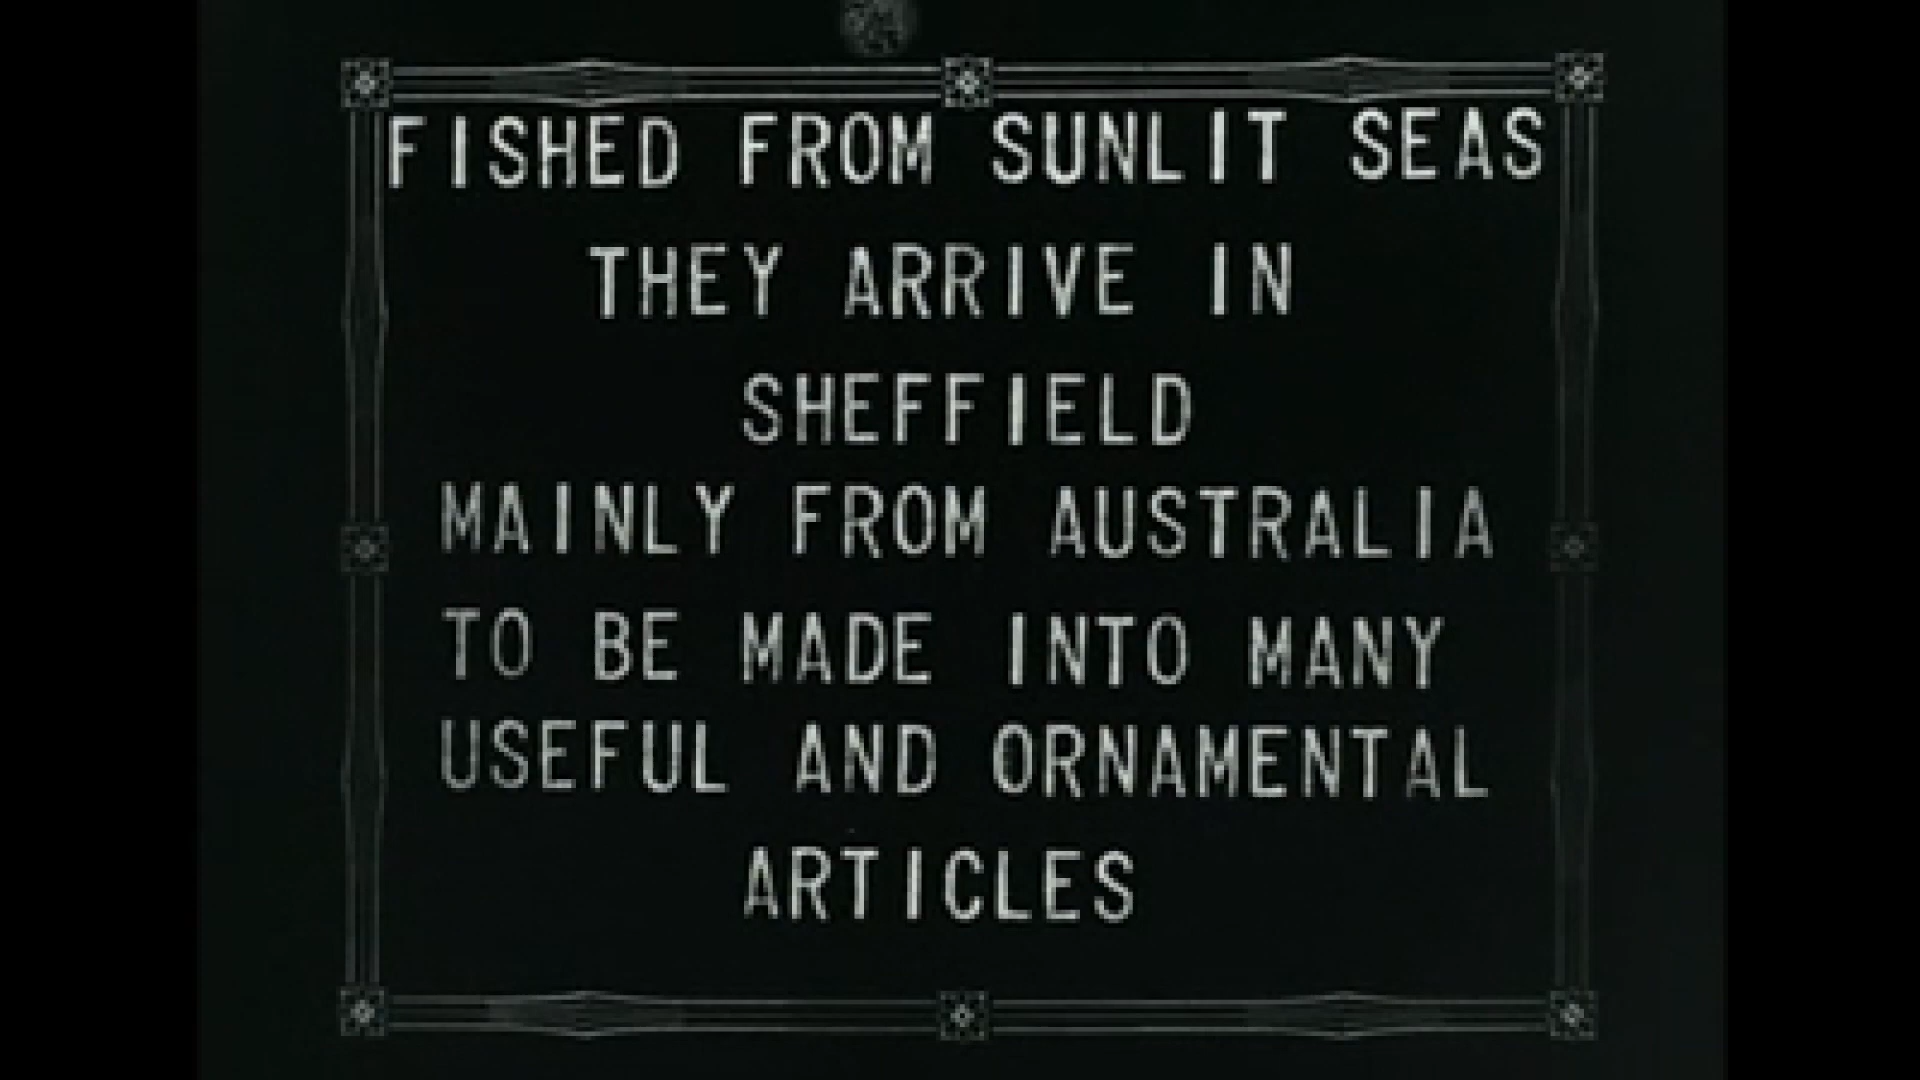 FISHED FROM SUNLIT SEAS
THEY ARRIVE IN
SHEFFIELD
MAINLY FROM AUSTRALIA
TO BE MADE INTO MANY
USEFUL AND ORNAMENTAL
ARTICLES